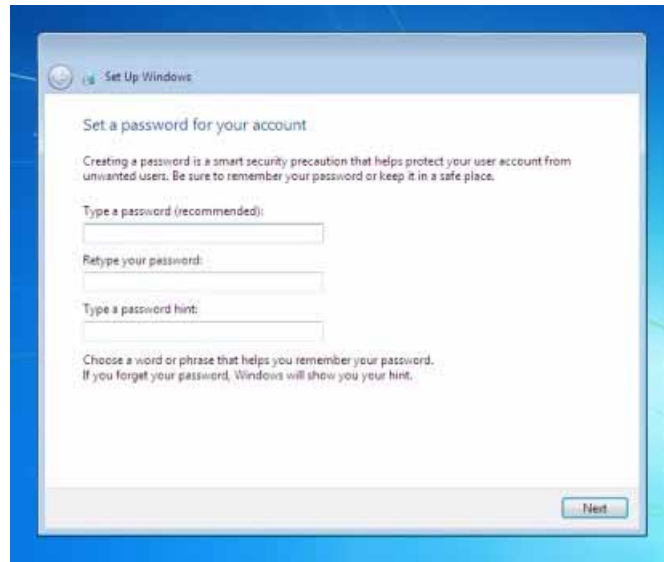 Set Up Windows
Set a password for your account
Creating a password is a smart security precaution that helps protect your user account from
unwanted users. Be sure to remember your password or keep it in a safe place.
Type a password (recommended):
Retype your password:
Type a password hint:
Choose a word or phrase that helps you remember your password.
If you forget your password, Windows will show you your hint.
Next